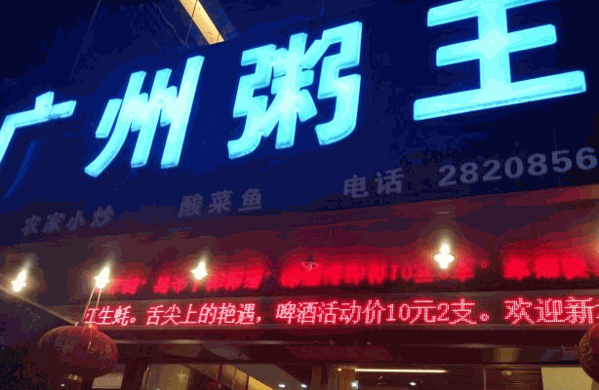 广州粥王
农家小炒 酸菜鱼 电话 2820856
生蚝。舌尖上的艳遇，啤酒活动价10元2支。欢迎新